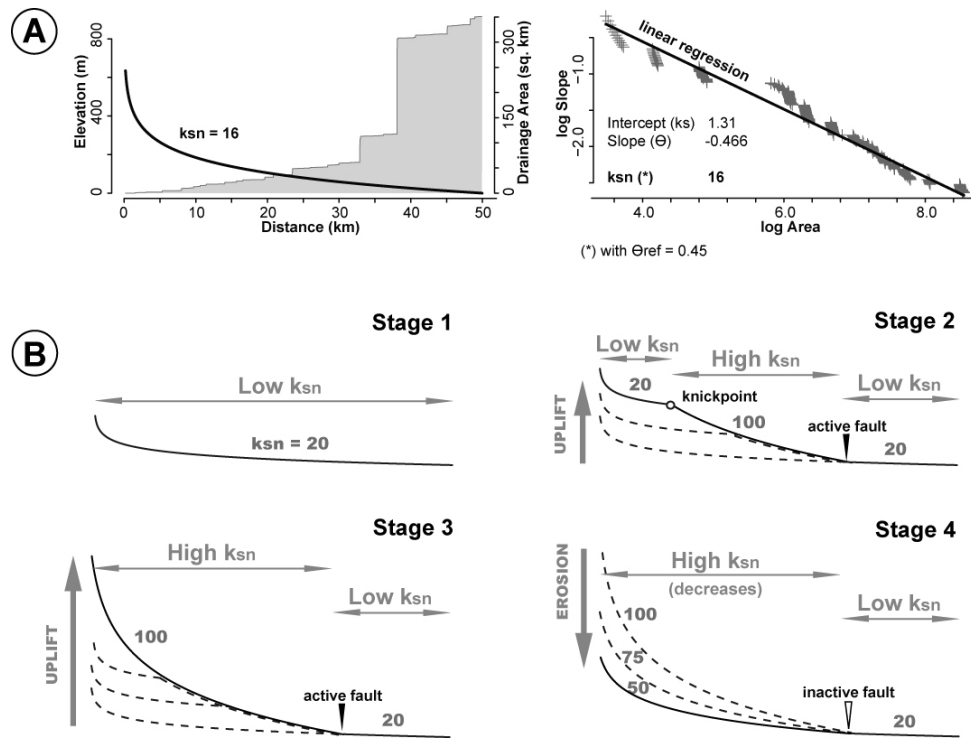 A
800
400
0
Elevation (m)
ksn = 16
300
150
0
Drainage Area (sq. km)
0 10 20 30 40 50
Distance (km)
linear regression
−1.0
−2.0
log Slope
Intercept (ks) 1.31
Slope (Ө) -0.466
ksn (*) 16
4.0 6.0 8.0
log Area
(*) with Өref = 0.45
B
Stage 1
Low ksn
ksn = 20
Stage 2
Low ksn
High ksn
Low ksn
20
knickpoint
100
active fault
20
UPLIFT
Stage 3
High ksn
Low ksn
100
active fault
20
UPLIFT
Stage 4
High ksn
(decreases)
Low ksn
100
75
50
inactive fault
20
EROSION